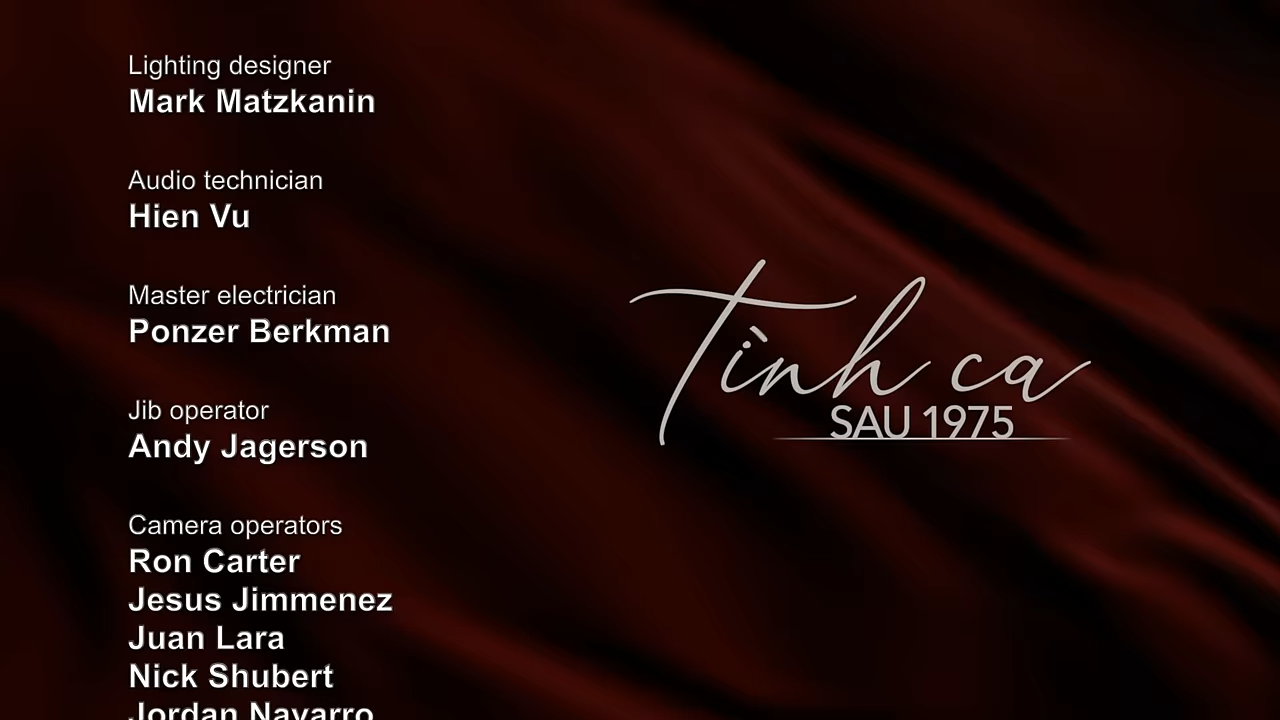 Lighting designer
Mark Matzkanin
Audio technician
Hien Vu
Master electrician
Ponzer Berkman
Jib operator
Andy Jagerson
Camera operators
Ron Carter
Jesus Jimmenez
Juan Lara
Nick Shubert
Jordan Navarro
Tình ca
SAU 1975